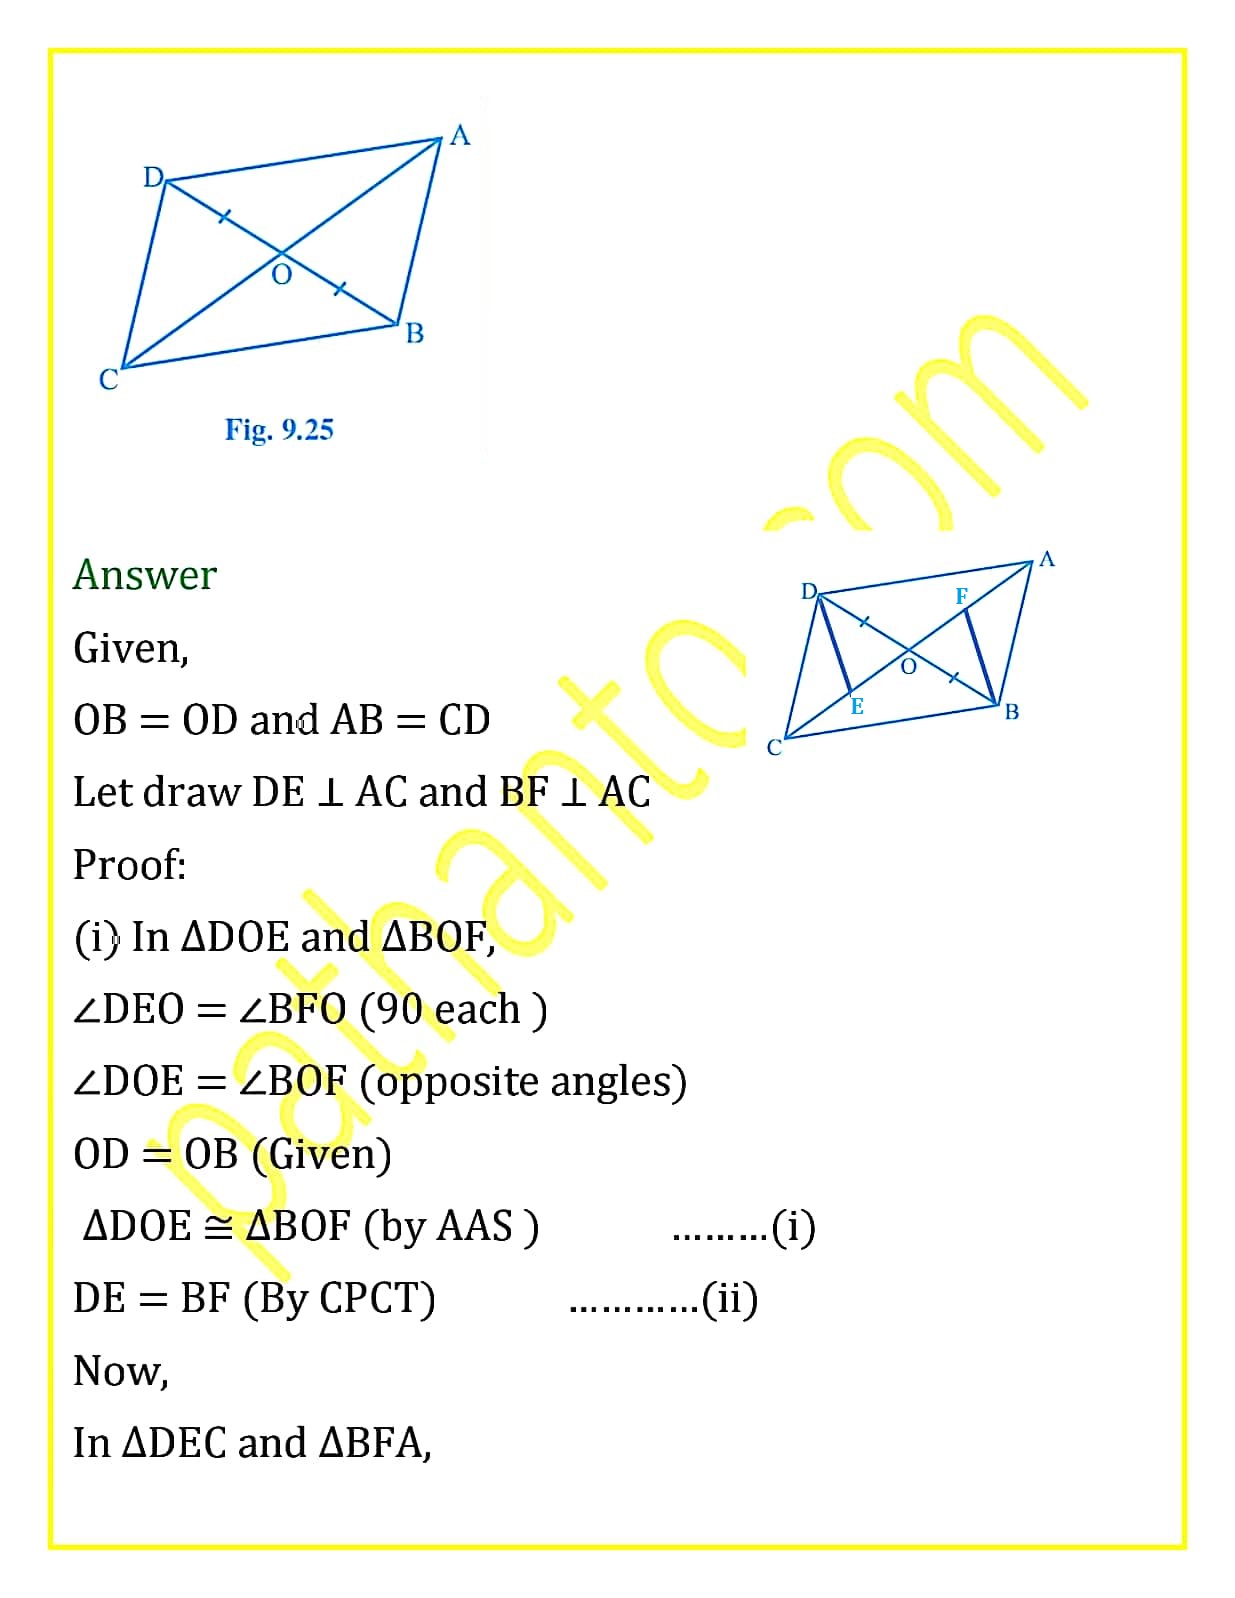 A
D
O
B
C
Fig. 9.25
Answer
A
D
F
O
E
B
C
Given,
OB = OD and AB = CD
Let draw DE ⊥ AC and BF ⊥ AC
Proof:
(i) In ΔDOE and ΔBOF,
∠DEO = ∠BFO (90 each )
∠DOE = ∠BOF (opposite angles)
OD = OB (Given)
ΔDOE ≅ ΔBOF (by AAS ) ………(i)
DE = BF (By CPCT) …………(ii)
Now,
In ΔDEC and ΔBFA,